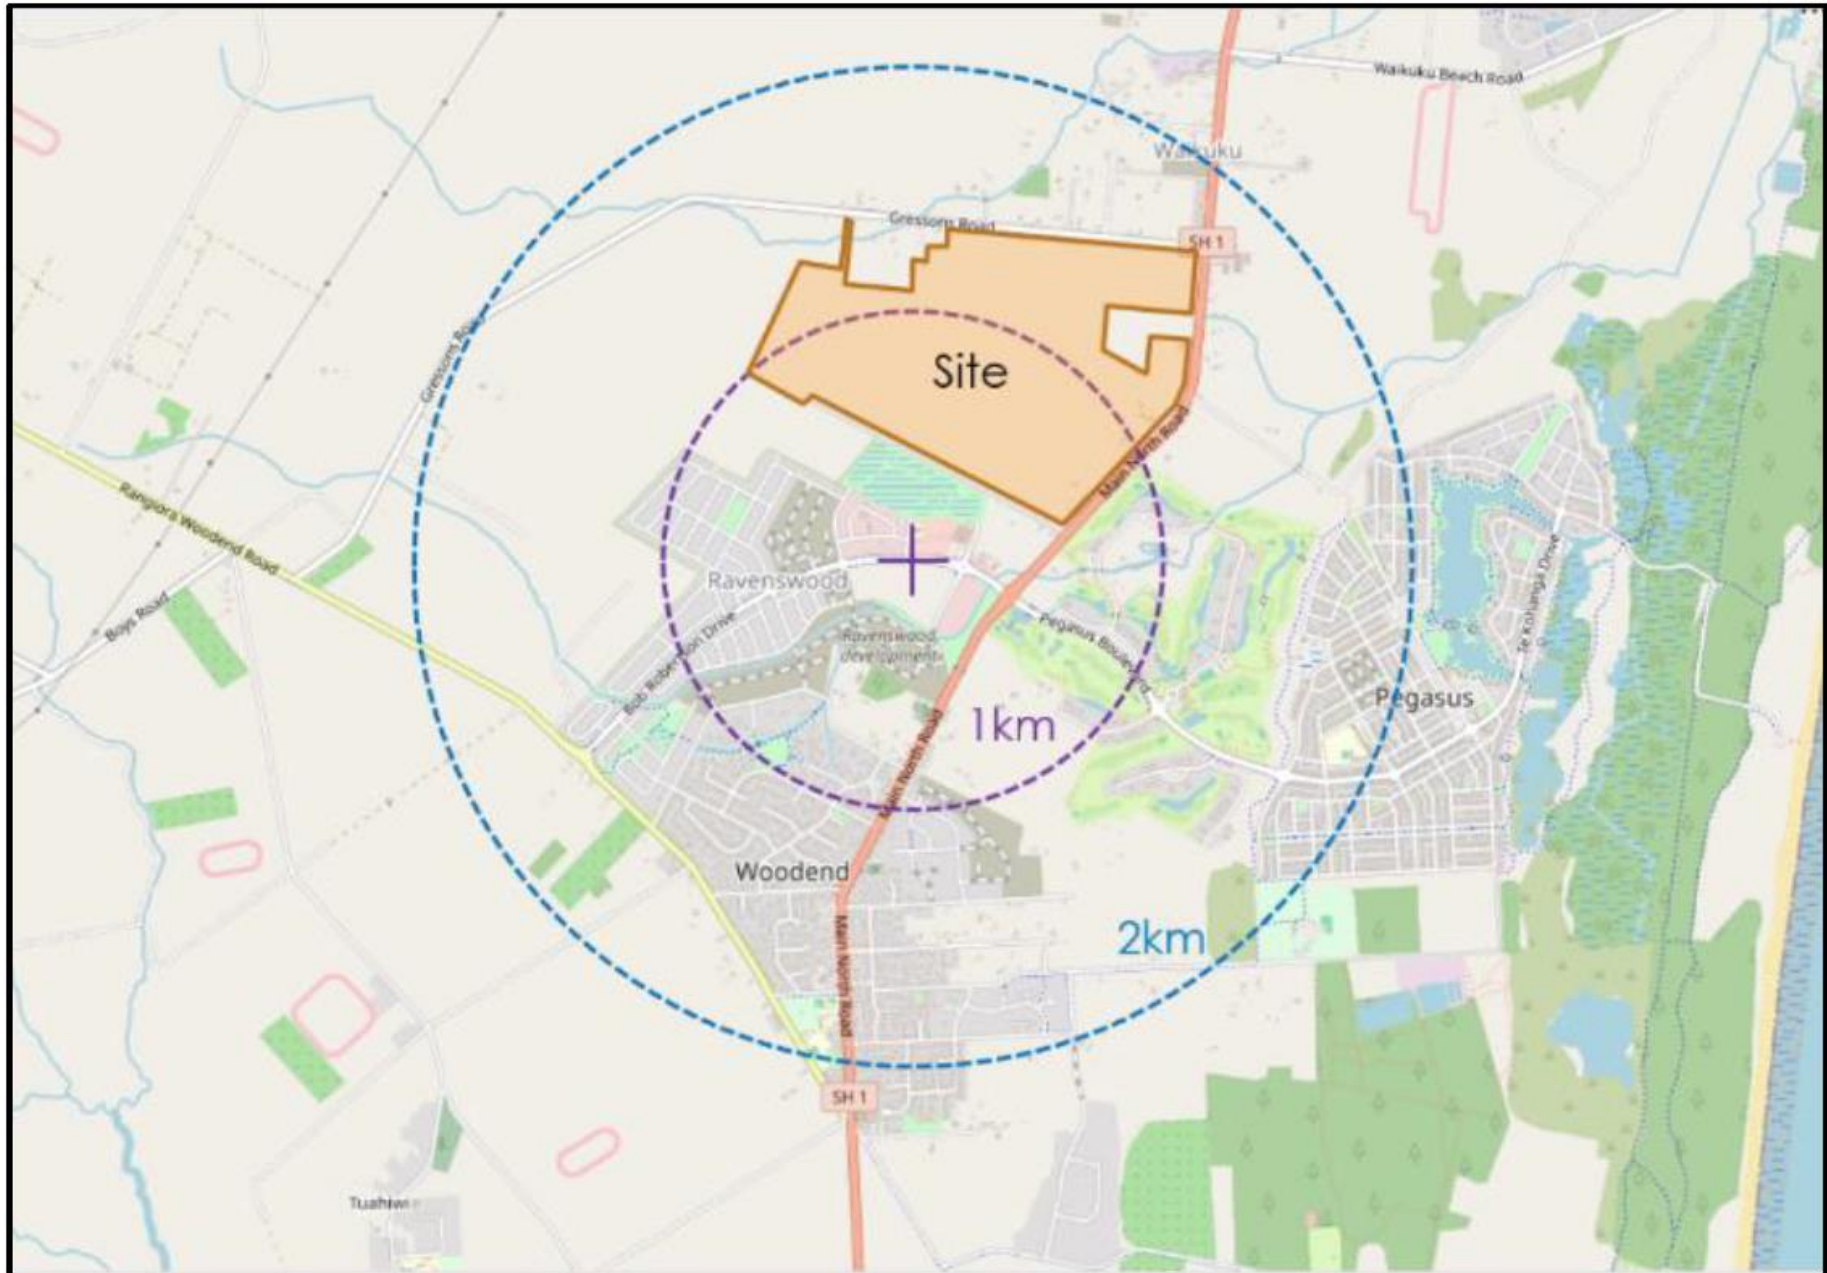 Waikuku Beach Road
Waikuku
Gressons Road
SH 1
Gressons Road
Site
Main North Road
Rangiora Woodend Road
Ravenswood
Boys Road
Bob Robertson Drive
Ravenswood
development
Pegasus Boulevard
Te Kohanga Drive
Pegasus
1km
Main North Road
Woodend
2km
Main North Road
SH 1
Tuahiwi